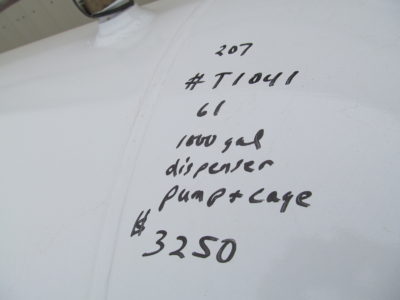 207
#T1041
61
1000 gal
dispenser
pump + cage
$3250